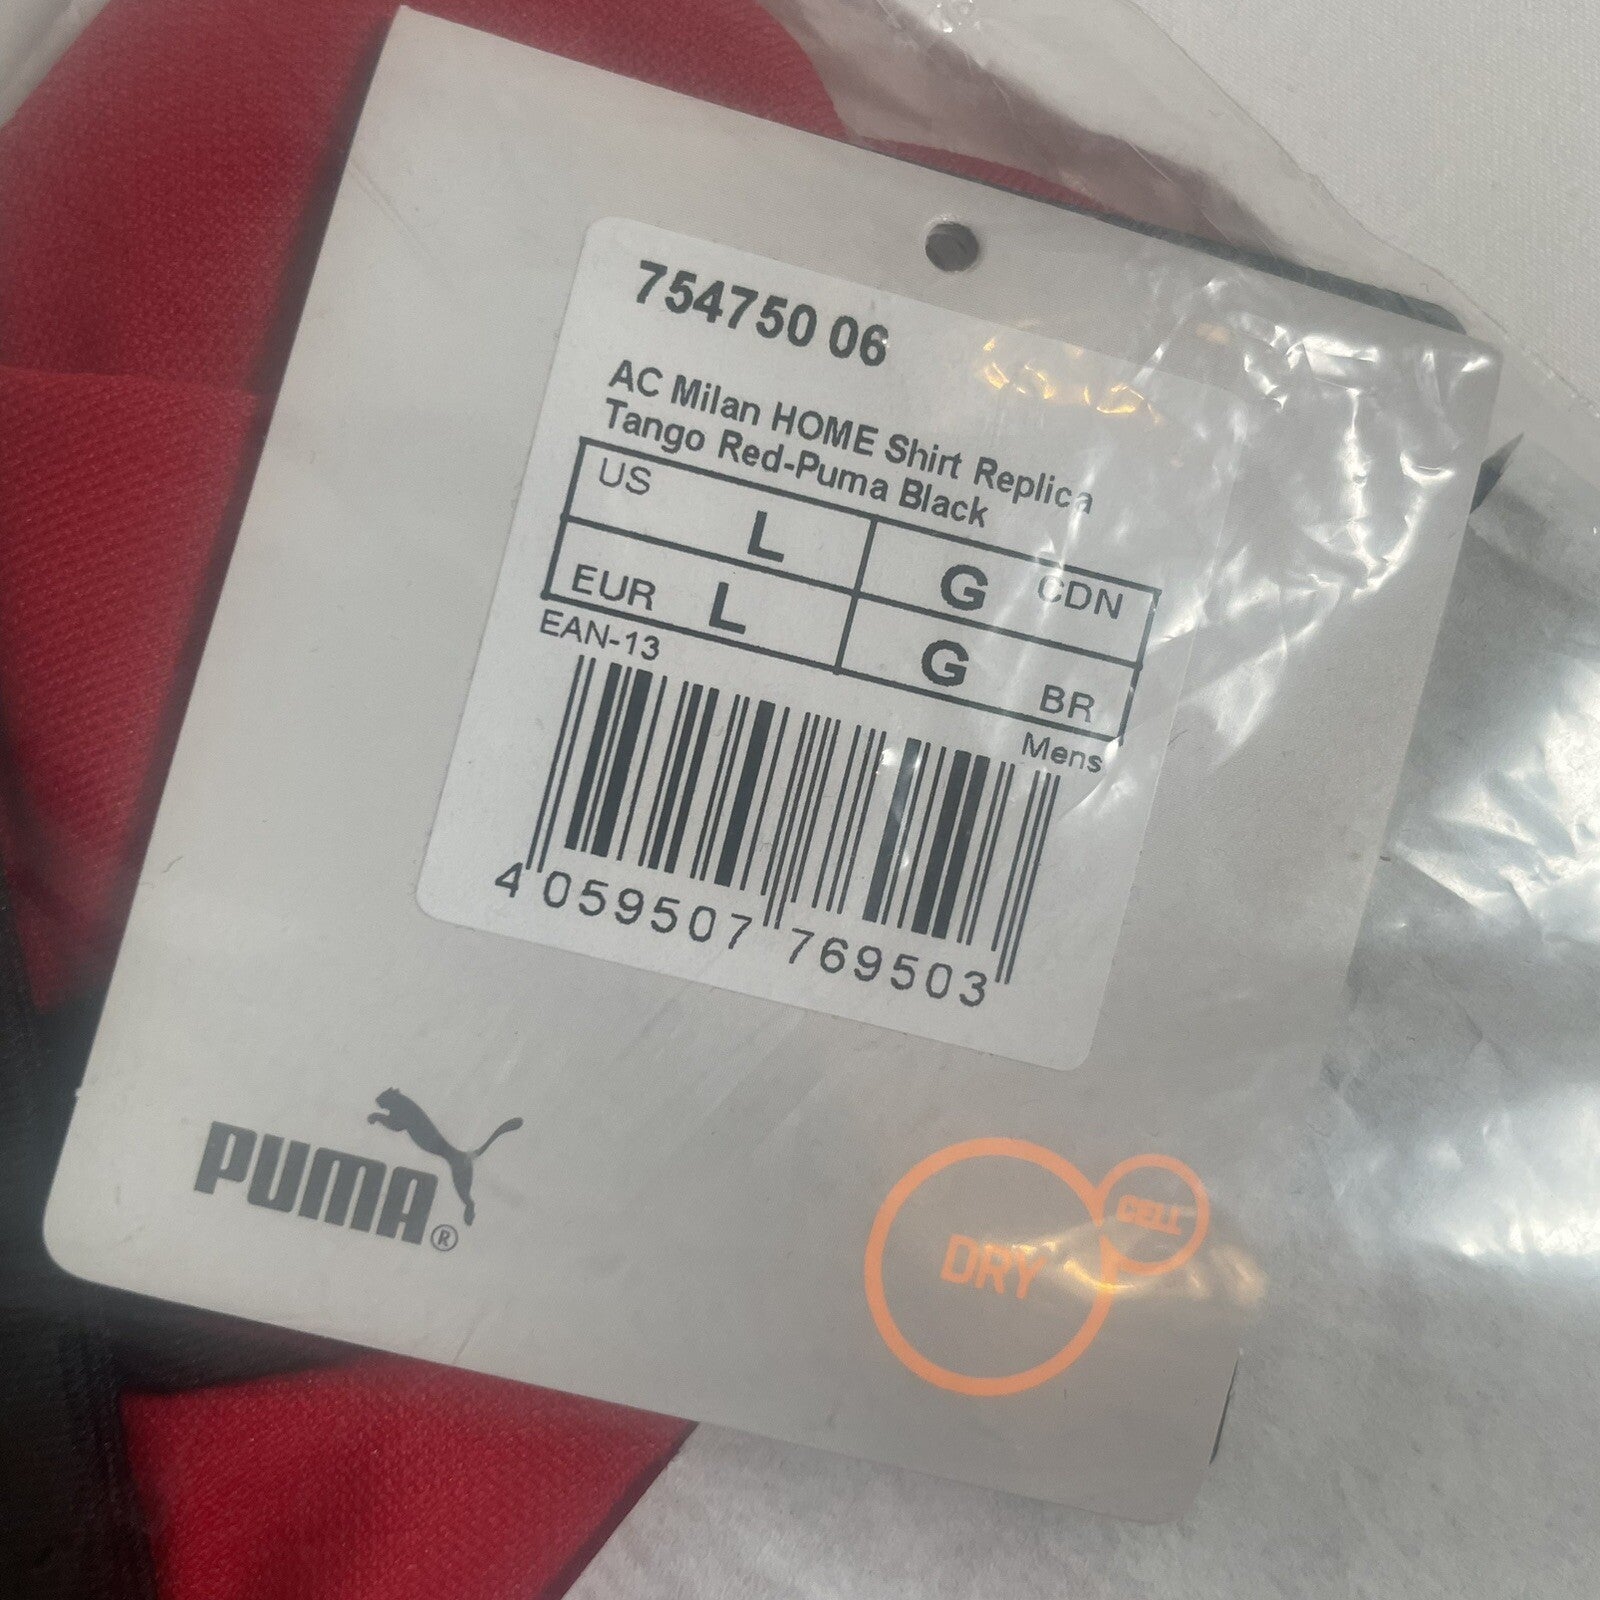 754750 06
AC Milan HOME Shirt Replica
Tango Red-Puma Black
US L G CDN
EUR L G BR
EAN-13 Mens
4 059507 769503
PUMA®
DRY CELL